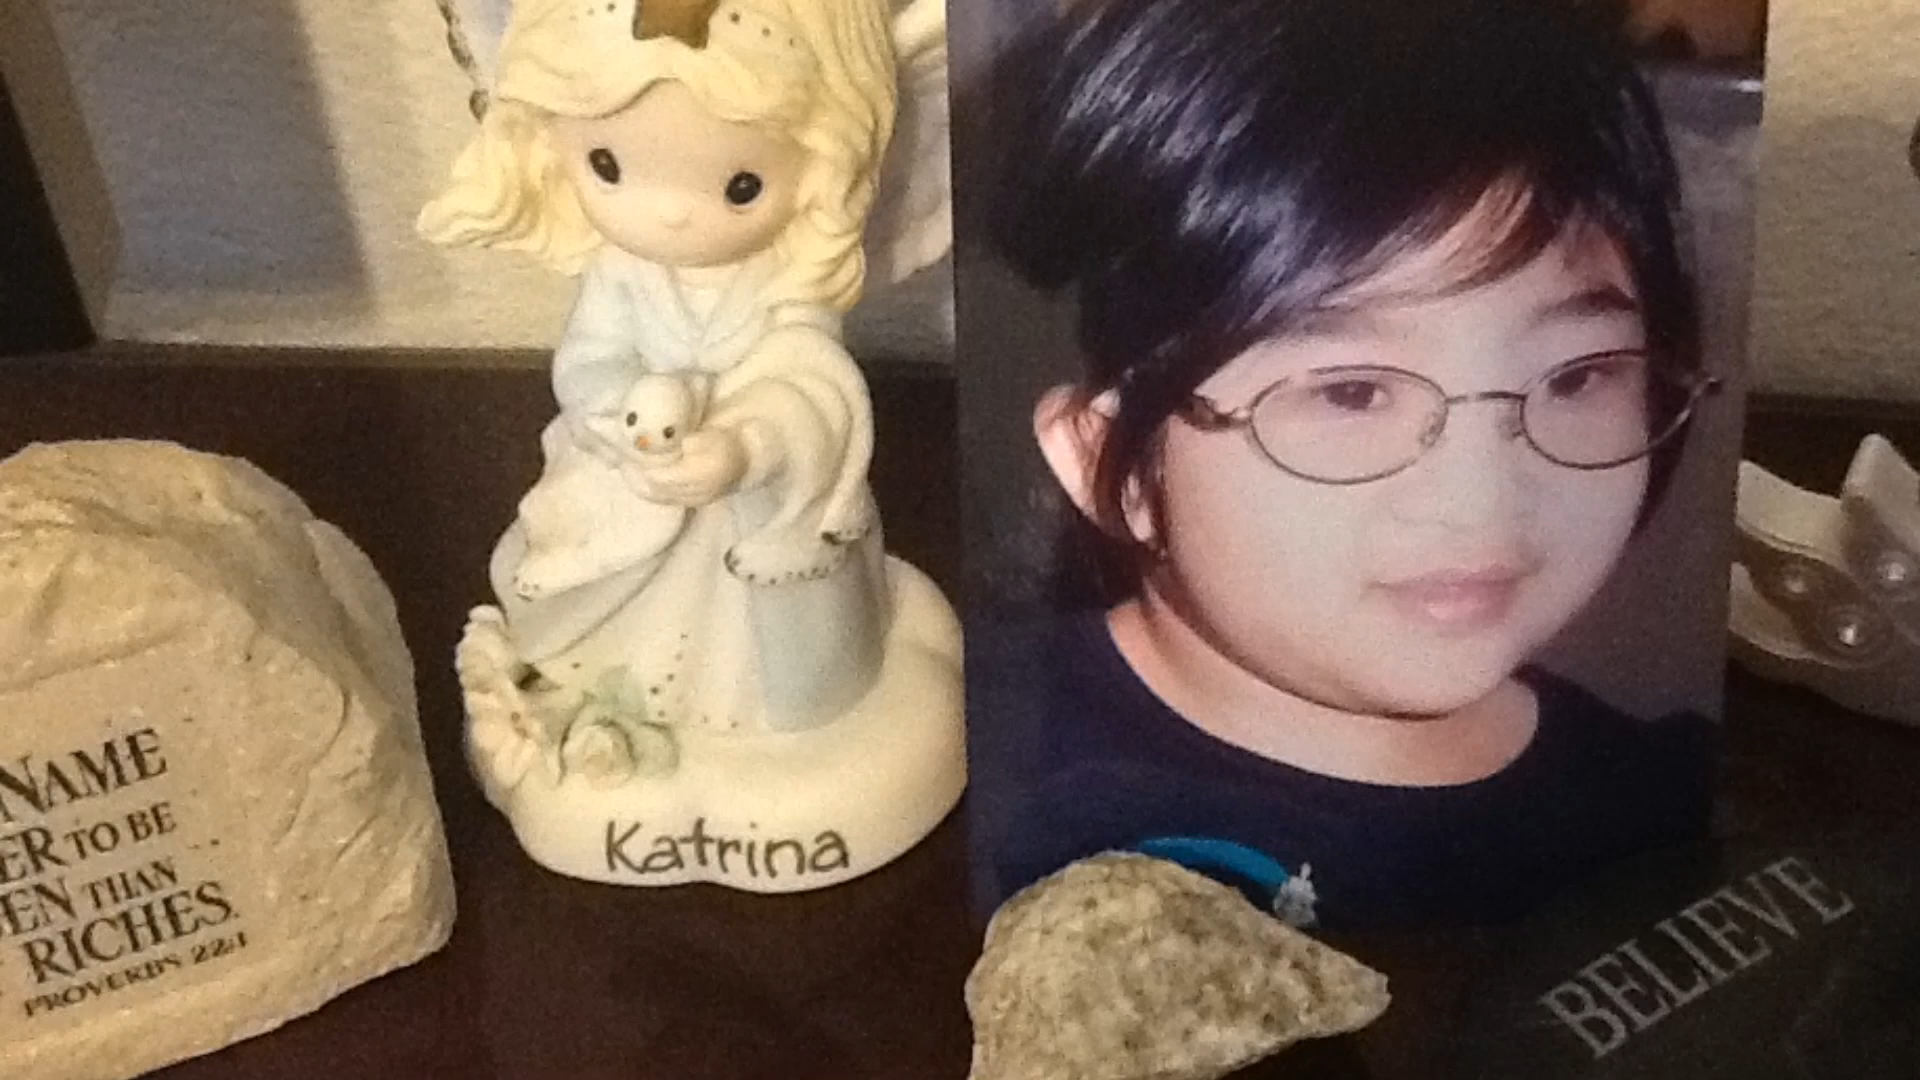 NAME
ER TO BE
EN THAN
RICHES.
PROVERBS 22:1
Katrina
BELIEVE